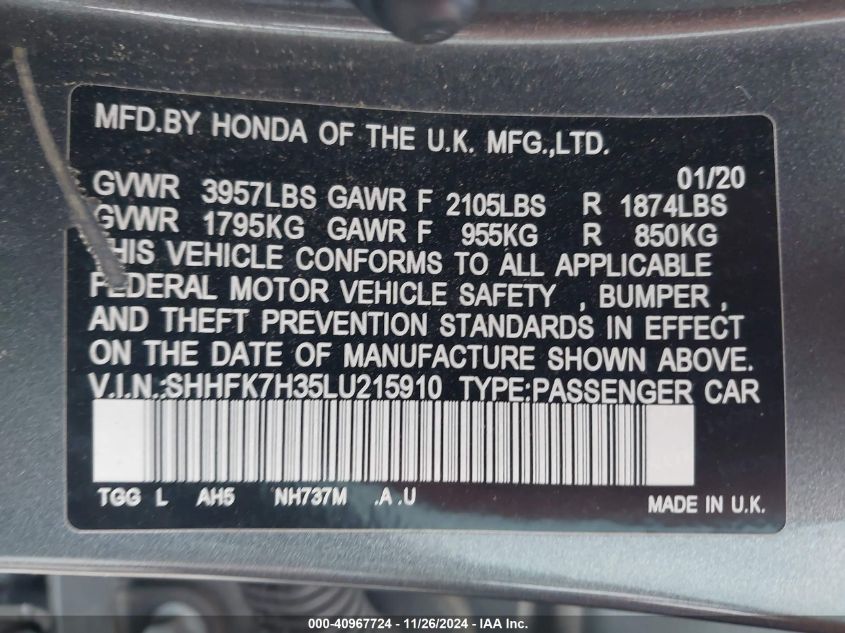 MFD.BY HONDA OF THE U.K. MFG.,LTD.
01/20
GVWR 3957LBS GAWR F 2105LBS R 1874LBS
GVWR 1795KG GAWR F 955KG R 850KG
THIS VEHICLE CONFORMS TO ALL APPLICABLE
FEDERAL MOTOR VEHICLE SAFETY , BUMPER ,
AND THEFT PREVENTION STANDARDS IN EFFECT
ON THE DATE OF MANUFACTURE SHOWN ABOVE.
V.I.N.:SHHFK7H35LU215910 TYPE:PASSENGER CAR
TGG L AH5 NH737M .A .U
MADE IN U.K.
000-40967724 - 11/26/2024 - IAA Inc.